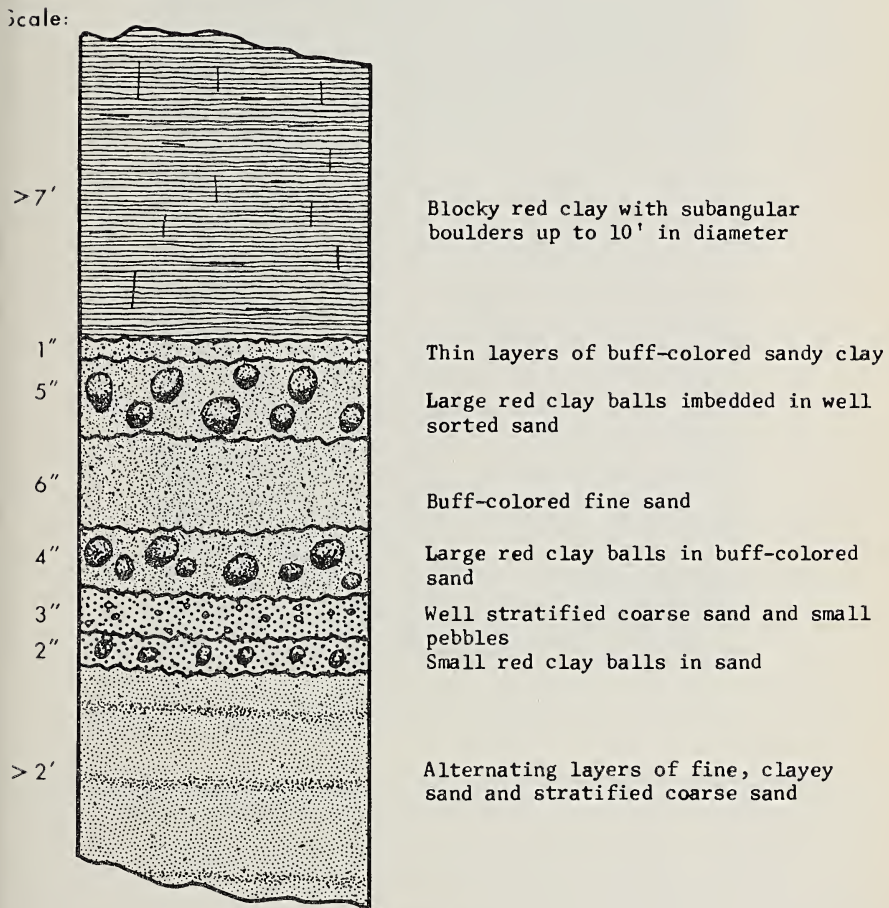 Scale:
>7'
Blocky red clay with subangular
boulders up to 10' in diameter
1"
Thin layers of buff-colored sandy clay
5"
Large red clay balls imbedded in well
sorted sand
6"
Buff-colored fine sand
4"
Large red clay balls in buff-colored
sand
3"
Well stratified coarse sand and small
pebbles
2"
Small red clay balls in sand
>2'
Alternating layers of fine, clayey
sand and stratified coarse sand